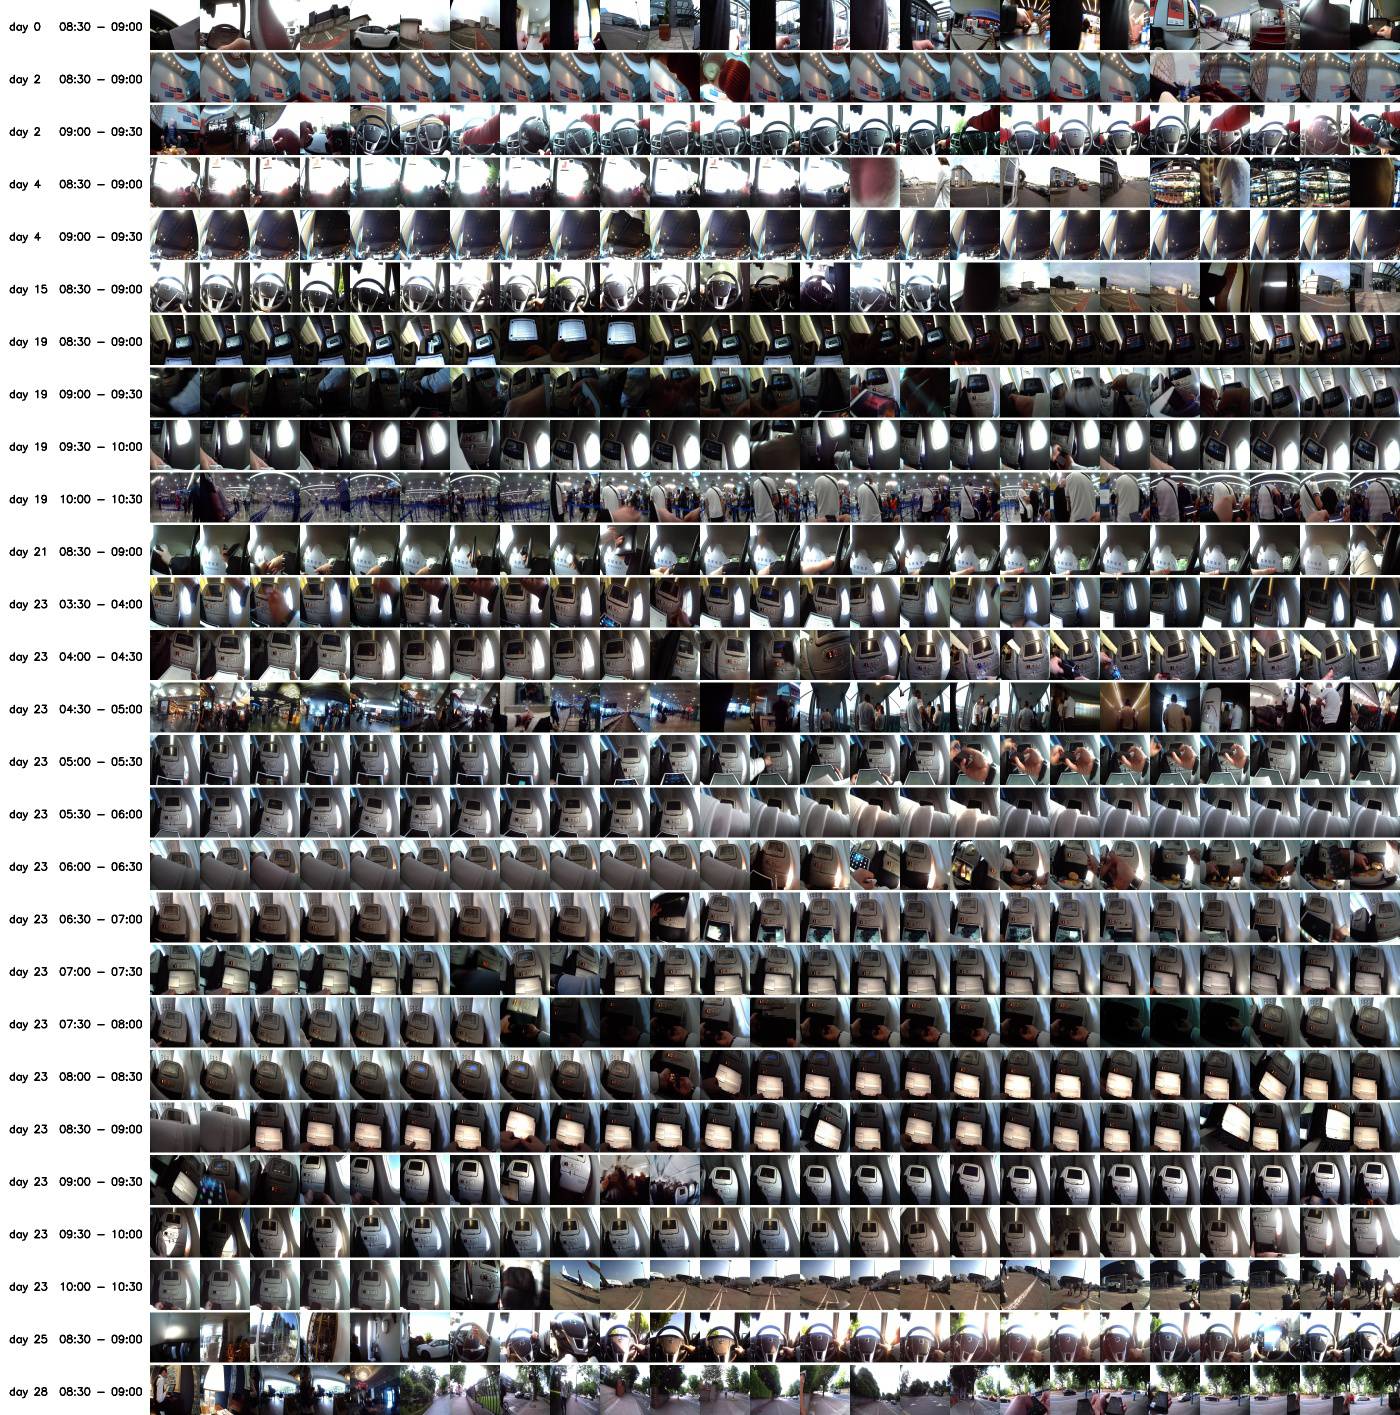 day 0 08:30 – 09:00
day 2 08:30 – 09:00
day 2 09:00 – 09:30
day 4 08:30 – 09:00
day 4 09:00 – 09:30
day 15 08:30 – 09:00
day 19 08:30 – 09:00
day 19 09:00 – 09:30
day 19 09:30 – 10:00
day 19 10:00 – 10:30
day 21 08:30 – 09:00
day 23 03:30 – 04:00
day 23 04:00 – 04:30
day 23 04:30 – 05:00
day 23 05:00 – 05:30
day 23 05:30 – 06:00
day 23 06:00 – 06:30
day 23 06:30 – 07:00
day 23 07:00 – 07:30
day 23 07:30 – 08:00
day 23 08:00 – 08:30
day 23 08:30 – 09:00
day 23 09:00 – 09:30
day 23 09:30 – 10:00
day 23 10:00 – 10:30
day 25 08:30 – 09:00
day 28 08:30 – 09:00